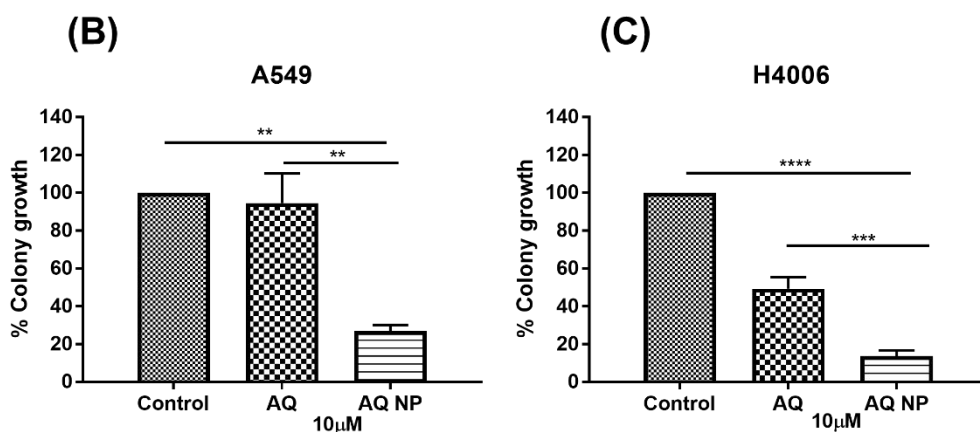 (B)
A549
% Colony growth
140
120
100
80
60
40
20
0
**
**
Control AQ AQ NP
10μM
(C)
H4006
% Colony growth
140
120
100
80
60
40
20
0
****
***
Control AQ AQ NP
10μM